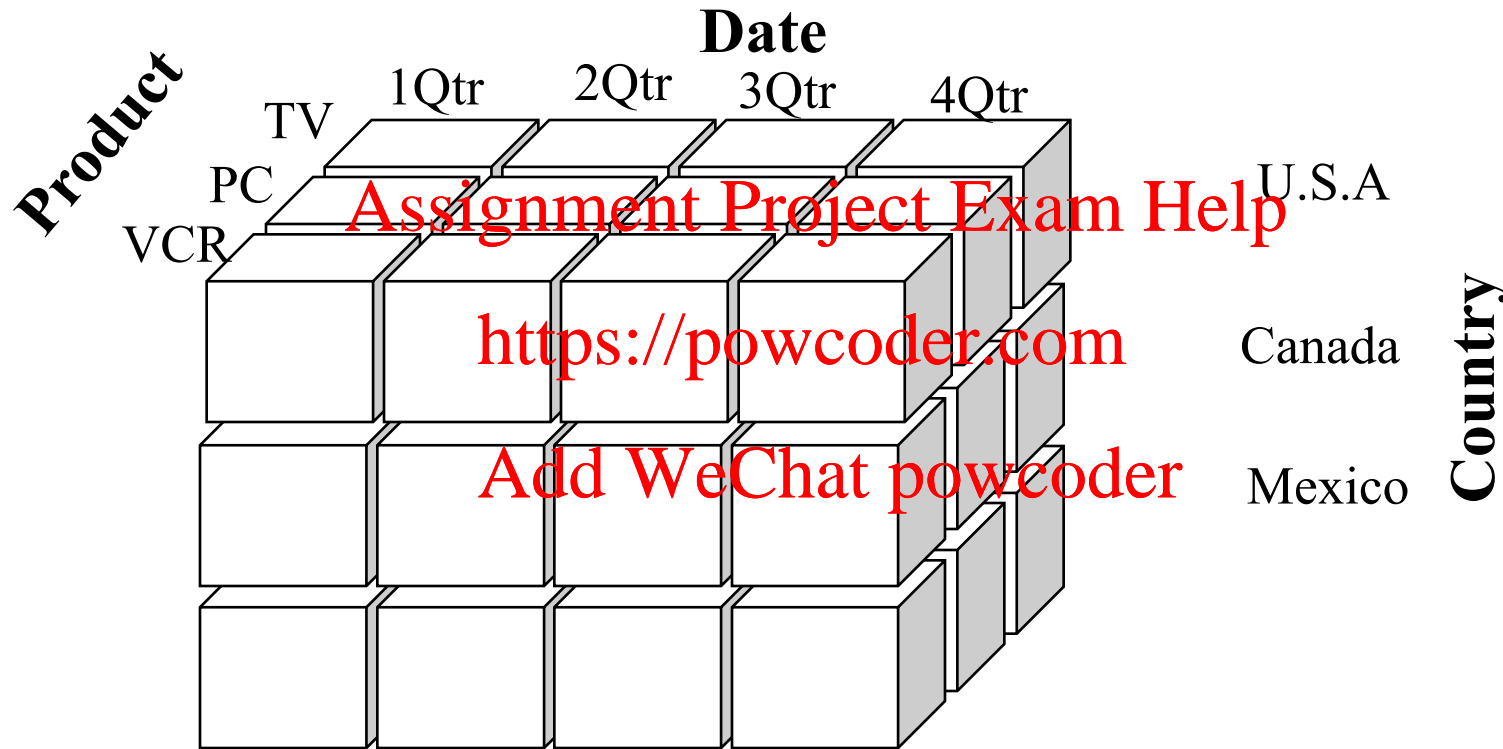 Date
Product
1Qtr 2Qtr 3Qtr 4Qtr
TV
PC
VCR
U.S.A
Canada
Mexico
Country
Assignment Project Exam Help
https://powcoder.com
Add WeChat powcoder